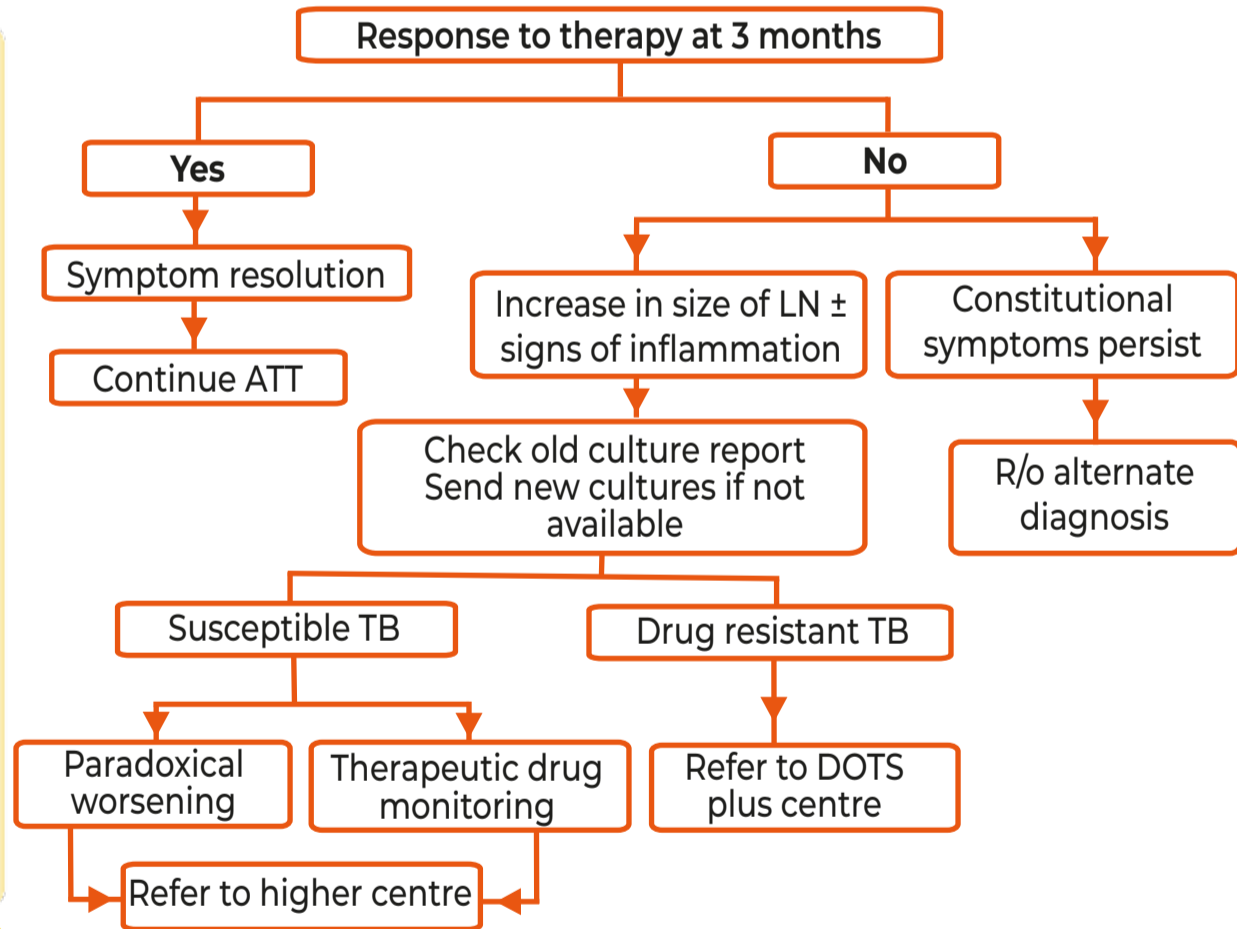 Response to therapy at 3 months
Yes
No
Symptom resolution
Continue ATT
Increase in size of LN ±
signs of inflammation
Constitutional
symptoms persist
Check old culture report
Send new cultures if not
available
R/o alternate
diagnosis
Susceptible TB
Drug resistant TB
Paradoxical
worsening
Therapeutic drug
monitoring
Refer to DOTS
plus centre
Refer to higher centre